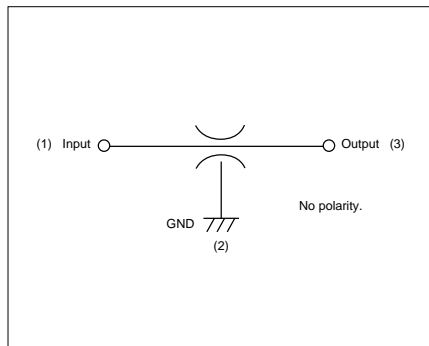 (1) Input Output (3)
No polarity.
GND
(2)